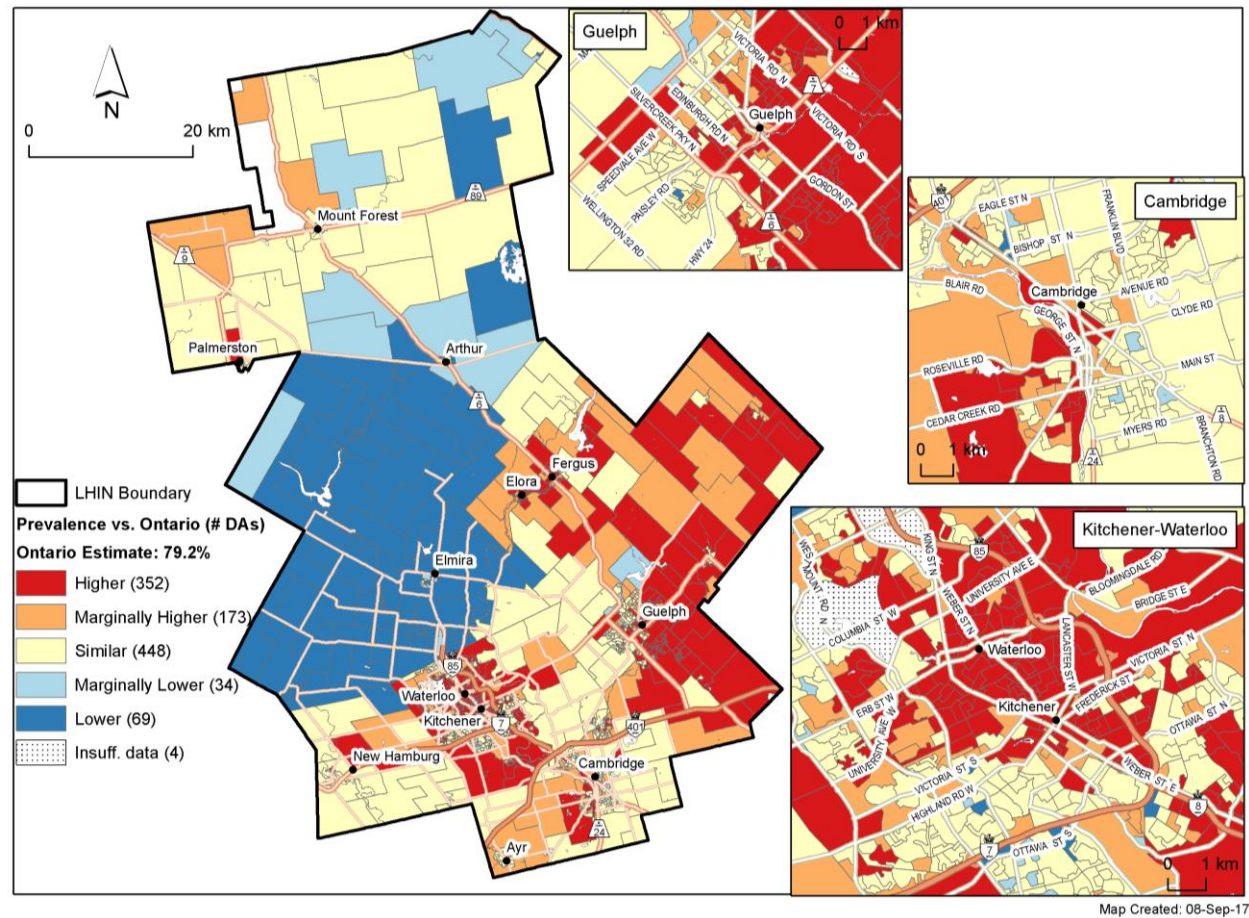 N
0
20 km
89
Mount Forest
9
Palmerston
Arthur
6
Fergus
Elora
Elmira
Guelph
85
Waterloo
Kitchener
7
401
New Hamburg
Cambridge
24
Ayr
LHIN Boundary
Prevalence vs. Ontario (# DAs)
Ontario Estimate: 79.2%
Higher (352)
Marginally Higher (173)
Similar (448)
Marginally Lower (34)
Lower (69)
Insuff. data (4)
Guelph
0 1 km
VICTORIA RD N
7
EDINBURGH RD N
SILVERCREEK PKY N
Guelph
VICTORIA RD S
SPEEDVALE AVE W
PAISLEY RD
GORDON ST
WELLINGTON 32 RD
HWY 24
6
Cambridge
401
EAGLE ST N
FRANKLIN BLVD
BISHOP ST N
BLAIR RD
Cambridge
AVENUE RD
GEORGE ST N
CLYDE RD
ROSEVILLE RD
MAIN ST
CEDAR CREEK RD
MYERS RD
8
BRANCHTON RD
0 1 km
24
Kitchener-Waterloo
KING ST N
85
WESTMOUNT RD N
UNIVERSITY AVE E
BLOOMINGDALE RD
BRIDGE ST E
COLUMBIA ST W
WEBER ST N
LANCASTER ST W
Waterloo
VICTORIA ST N
FREDERICK ST
ERB ST W
Kitchener
OTTAWA ST N
UNIVERSITY AVE W
VICTORIA ST S
WEBER ST E
HIGHLAND RD W
8
7
OTTAWA ST S
0 1 km
Map Created: 08-Sep-17